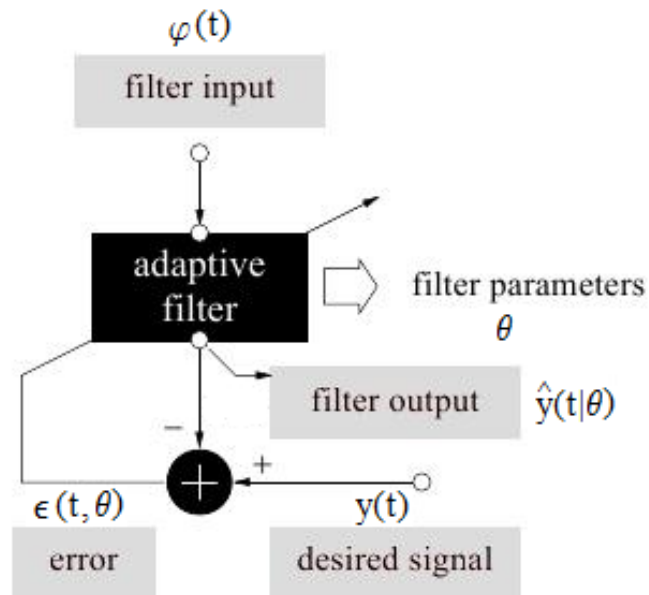 φ(t)
filter input
adaptive
filter
filter parameters
θ
filter output
ŷ(t|θ)
−
+
+
ϵ(t, θ)
y(t)
error
desired signal